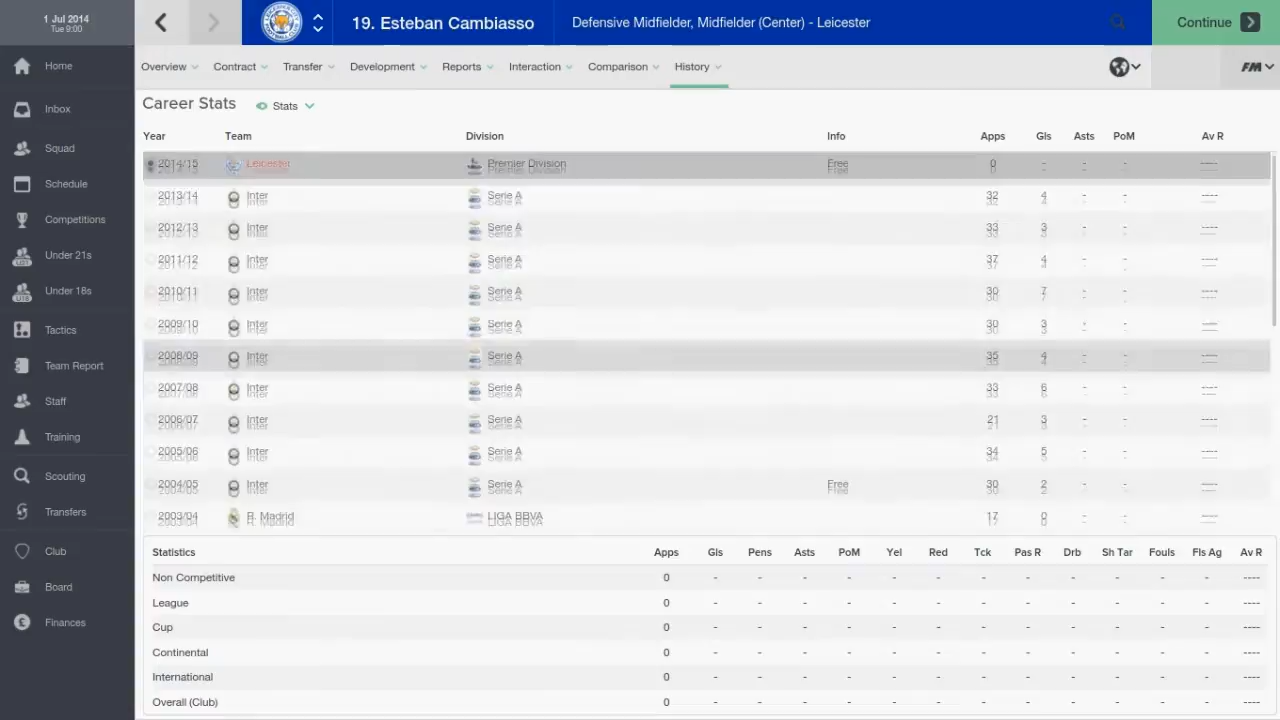 1 Jul 2014
Tue 9:00
19. Esteban Cambiasso
Defensive Midfielder, Midfielder (Center) - Leicester
Continue
Home
Inbox
Squad
Schedule
Competitions
Under 21s
Under 18s
Tactics
Team Report
Staff
Training
Scouting
Transfers
Club
Board
Finances
Overview Contract Transfer Development Reports Interaction Comparison History FM
Career Stats Stats
Year Team Division Info Apps Gls Asts PoM Av R
2014/15 Leicester Premier Division Free 0 - - - ----
2013/14 Inter Serie A 32 4 - - ----
2012/13 Inter Serie A 33 3 - - ----
2011/12 Inter Serie A 37 4 - - ----
2010/11 Inter Serie A 30 7 - - ----
2009/10 Inter Serie A 30 3 - - ----
2008/09 Inter Serie A 35 4 - - ----
2007/08 Inter Serie A 33 6 - - ----
2006/07 Inter Serie A 21 3 - - ----
2005/06 Inter Serie A 34 5 - - ----
2004/05 Inter Serie A Free 30 2 - - ----
2003/04 R. Madrid LIGA BBVA 17 0 - - ----
Statistics Apps Gls Pens Asts PoM Yel Red Tck Pas R Drb Sh Tar Fouls Fls Ag Av R
Non Competitive 0 - - - - - - - - - - - - ----
League 0 - - - - - - - - - - - - ----
Cup 0 - - - - - - - - - - - - ----
Continental 0 - - - - - - - - - - - - ----
International 0 - - - - - - - - - - - - ----
Overall (Club) 0 - - - - - - - - - - - - ----